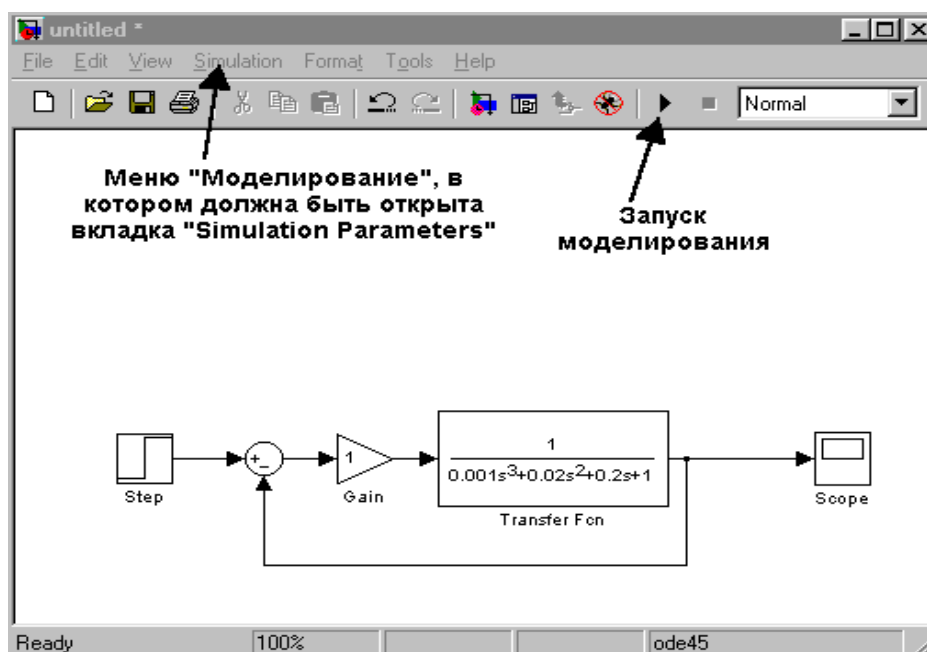 untitled *
File Edit View Simulation Format Tools Help
Normal
Меню "Моделирование", в
котором должна быть открыта
вкладка "Simulation Parameters"
Запуск
моделирования
Step
+
-
1
Gain
1
0.001s³+0.02s²+0.2s+1
Transfer Fcn
Scope
Ready 100% ode45